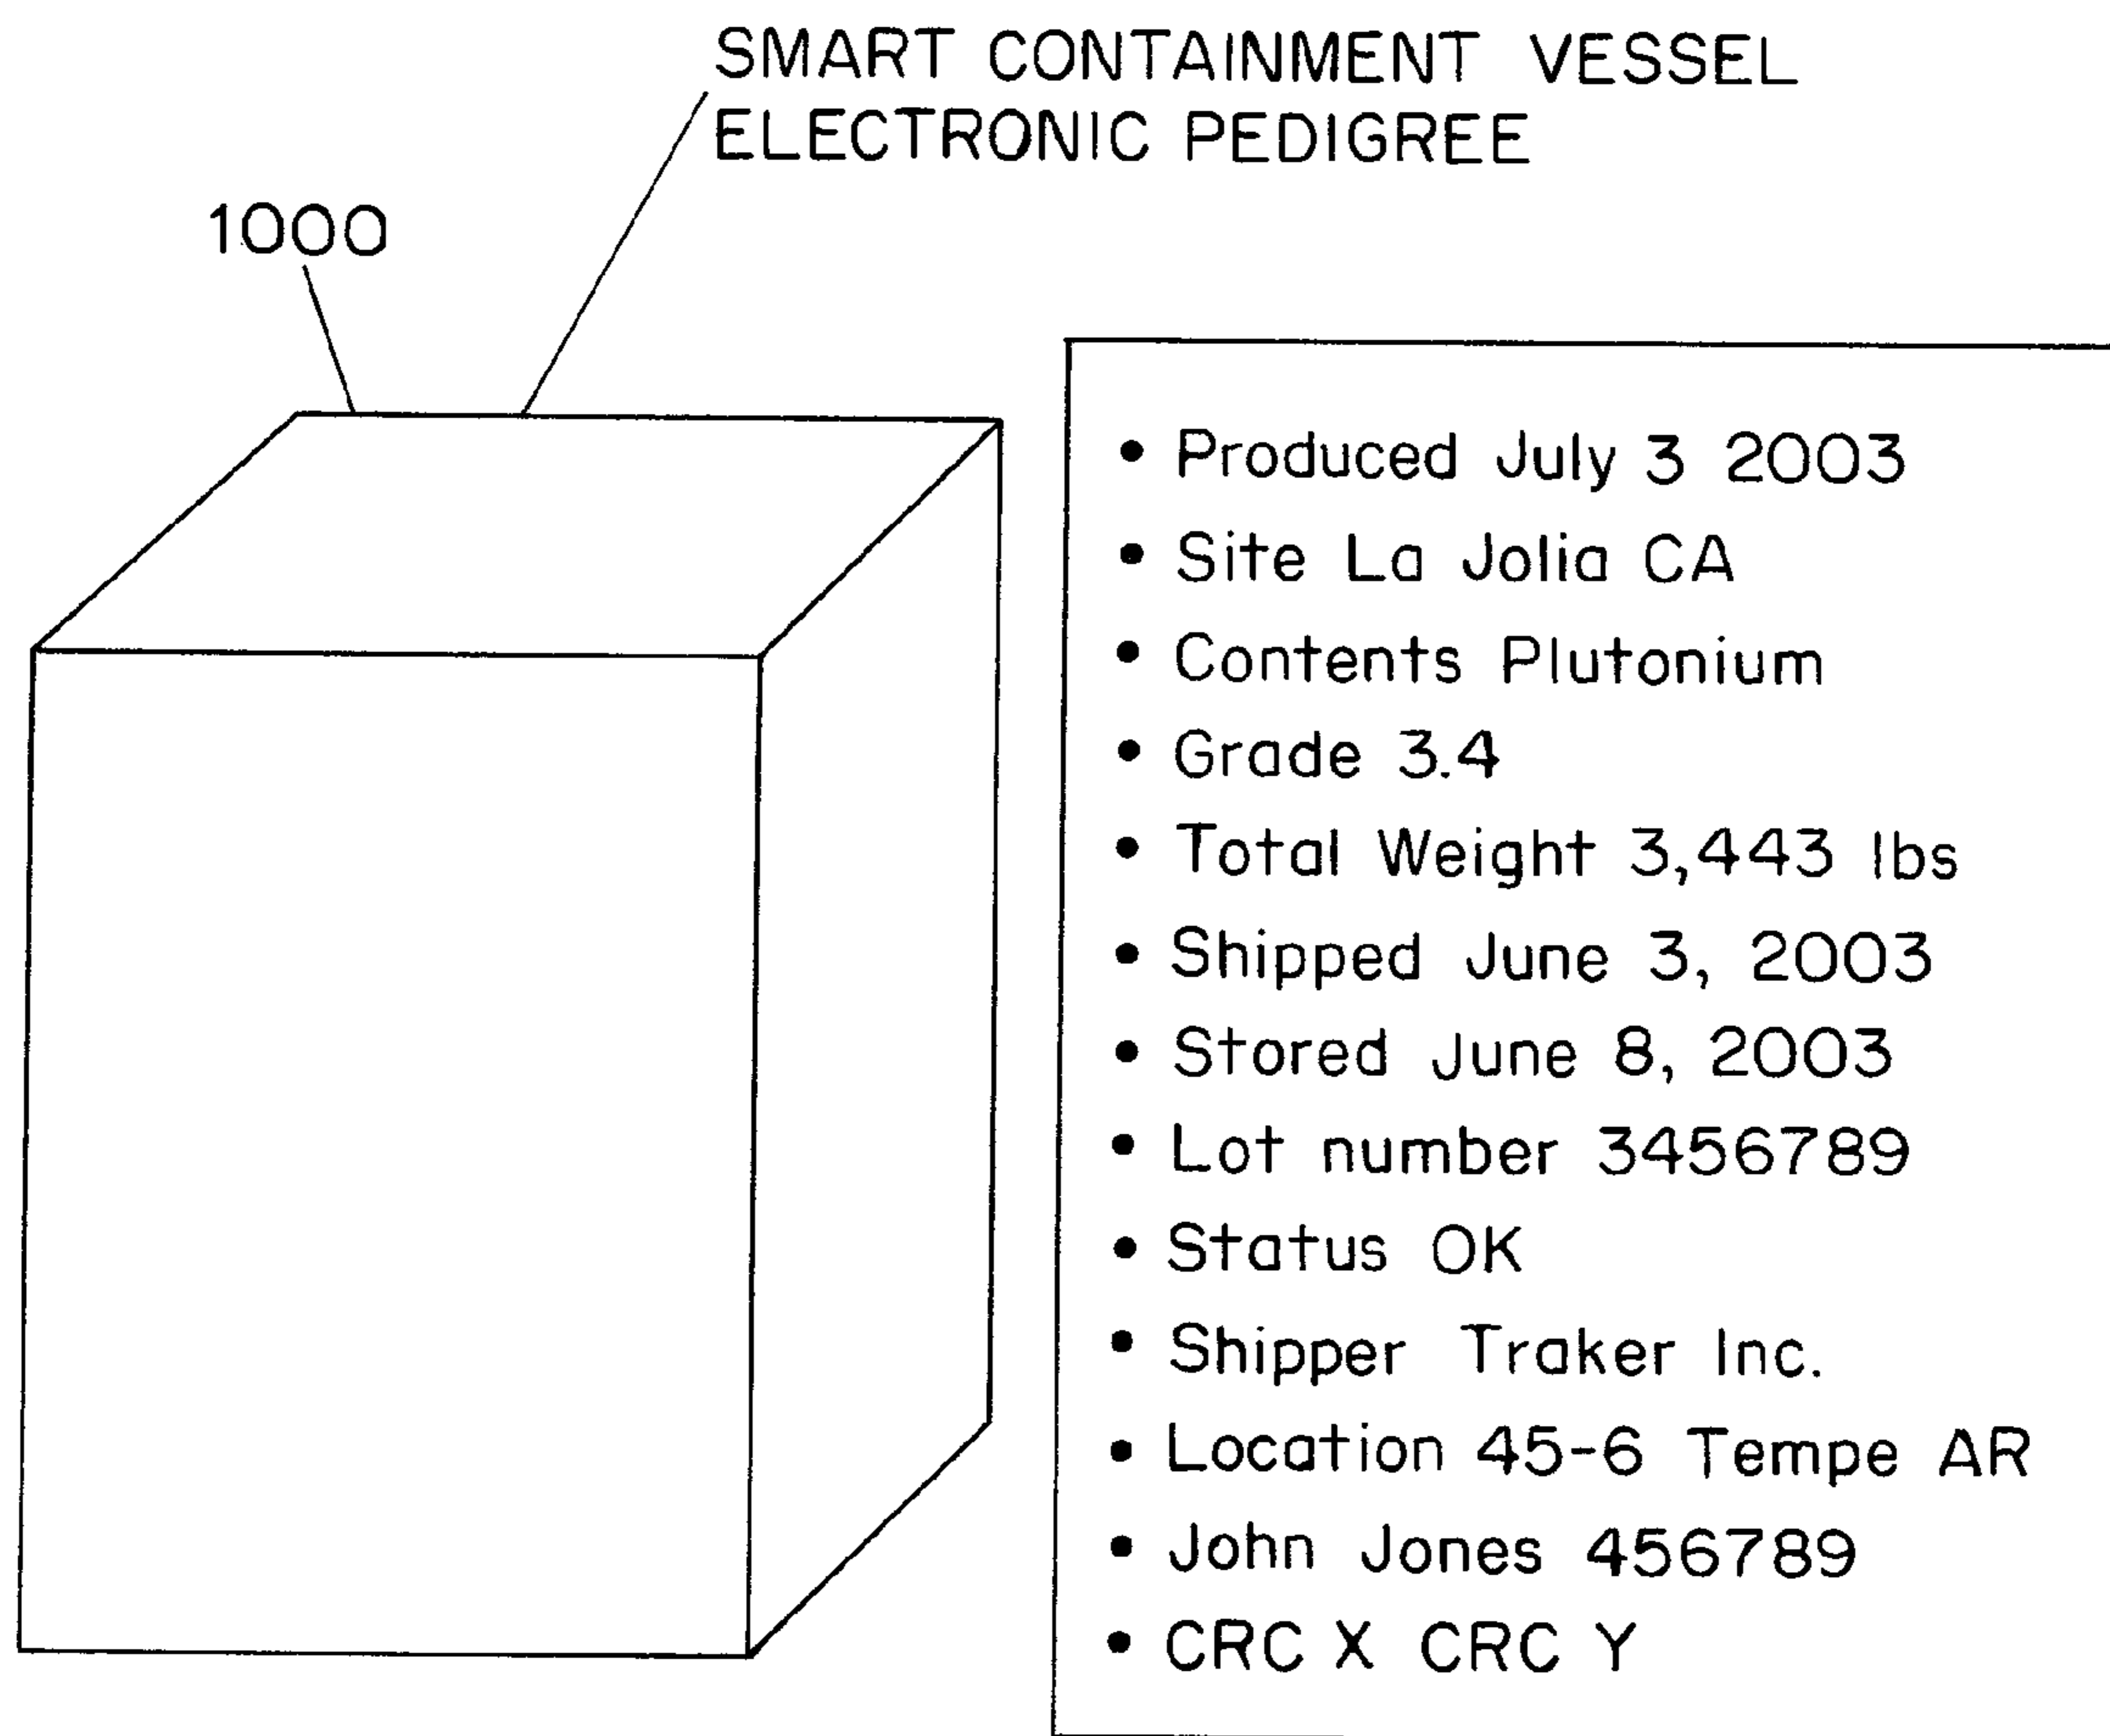 SMART CONTAINMENT VESSEL
ELECTRONIC PEDIGREE
1000
• Produced July 3 2003
• Site La Jolia CA
• Contents Plutonium
• Grade 3.4
• Total Weight 3,443 lbs
• Shipped June 3, 2003
• Stored June 8, 2003
• Lot number 3456789
• Status OK
• Shipper Traker Inc.
• Location 45-6 Tempe AR
• John Jones 456789
• CRC X CRC Y